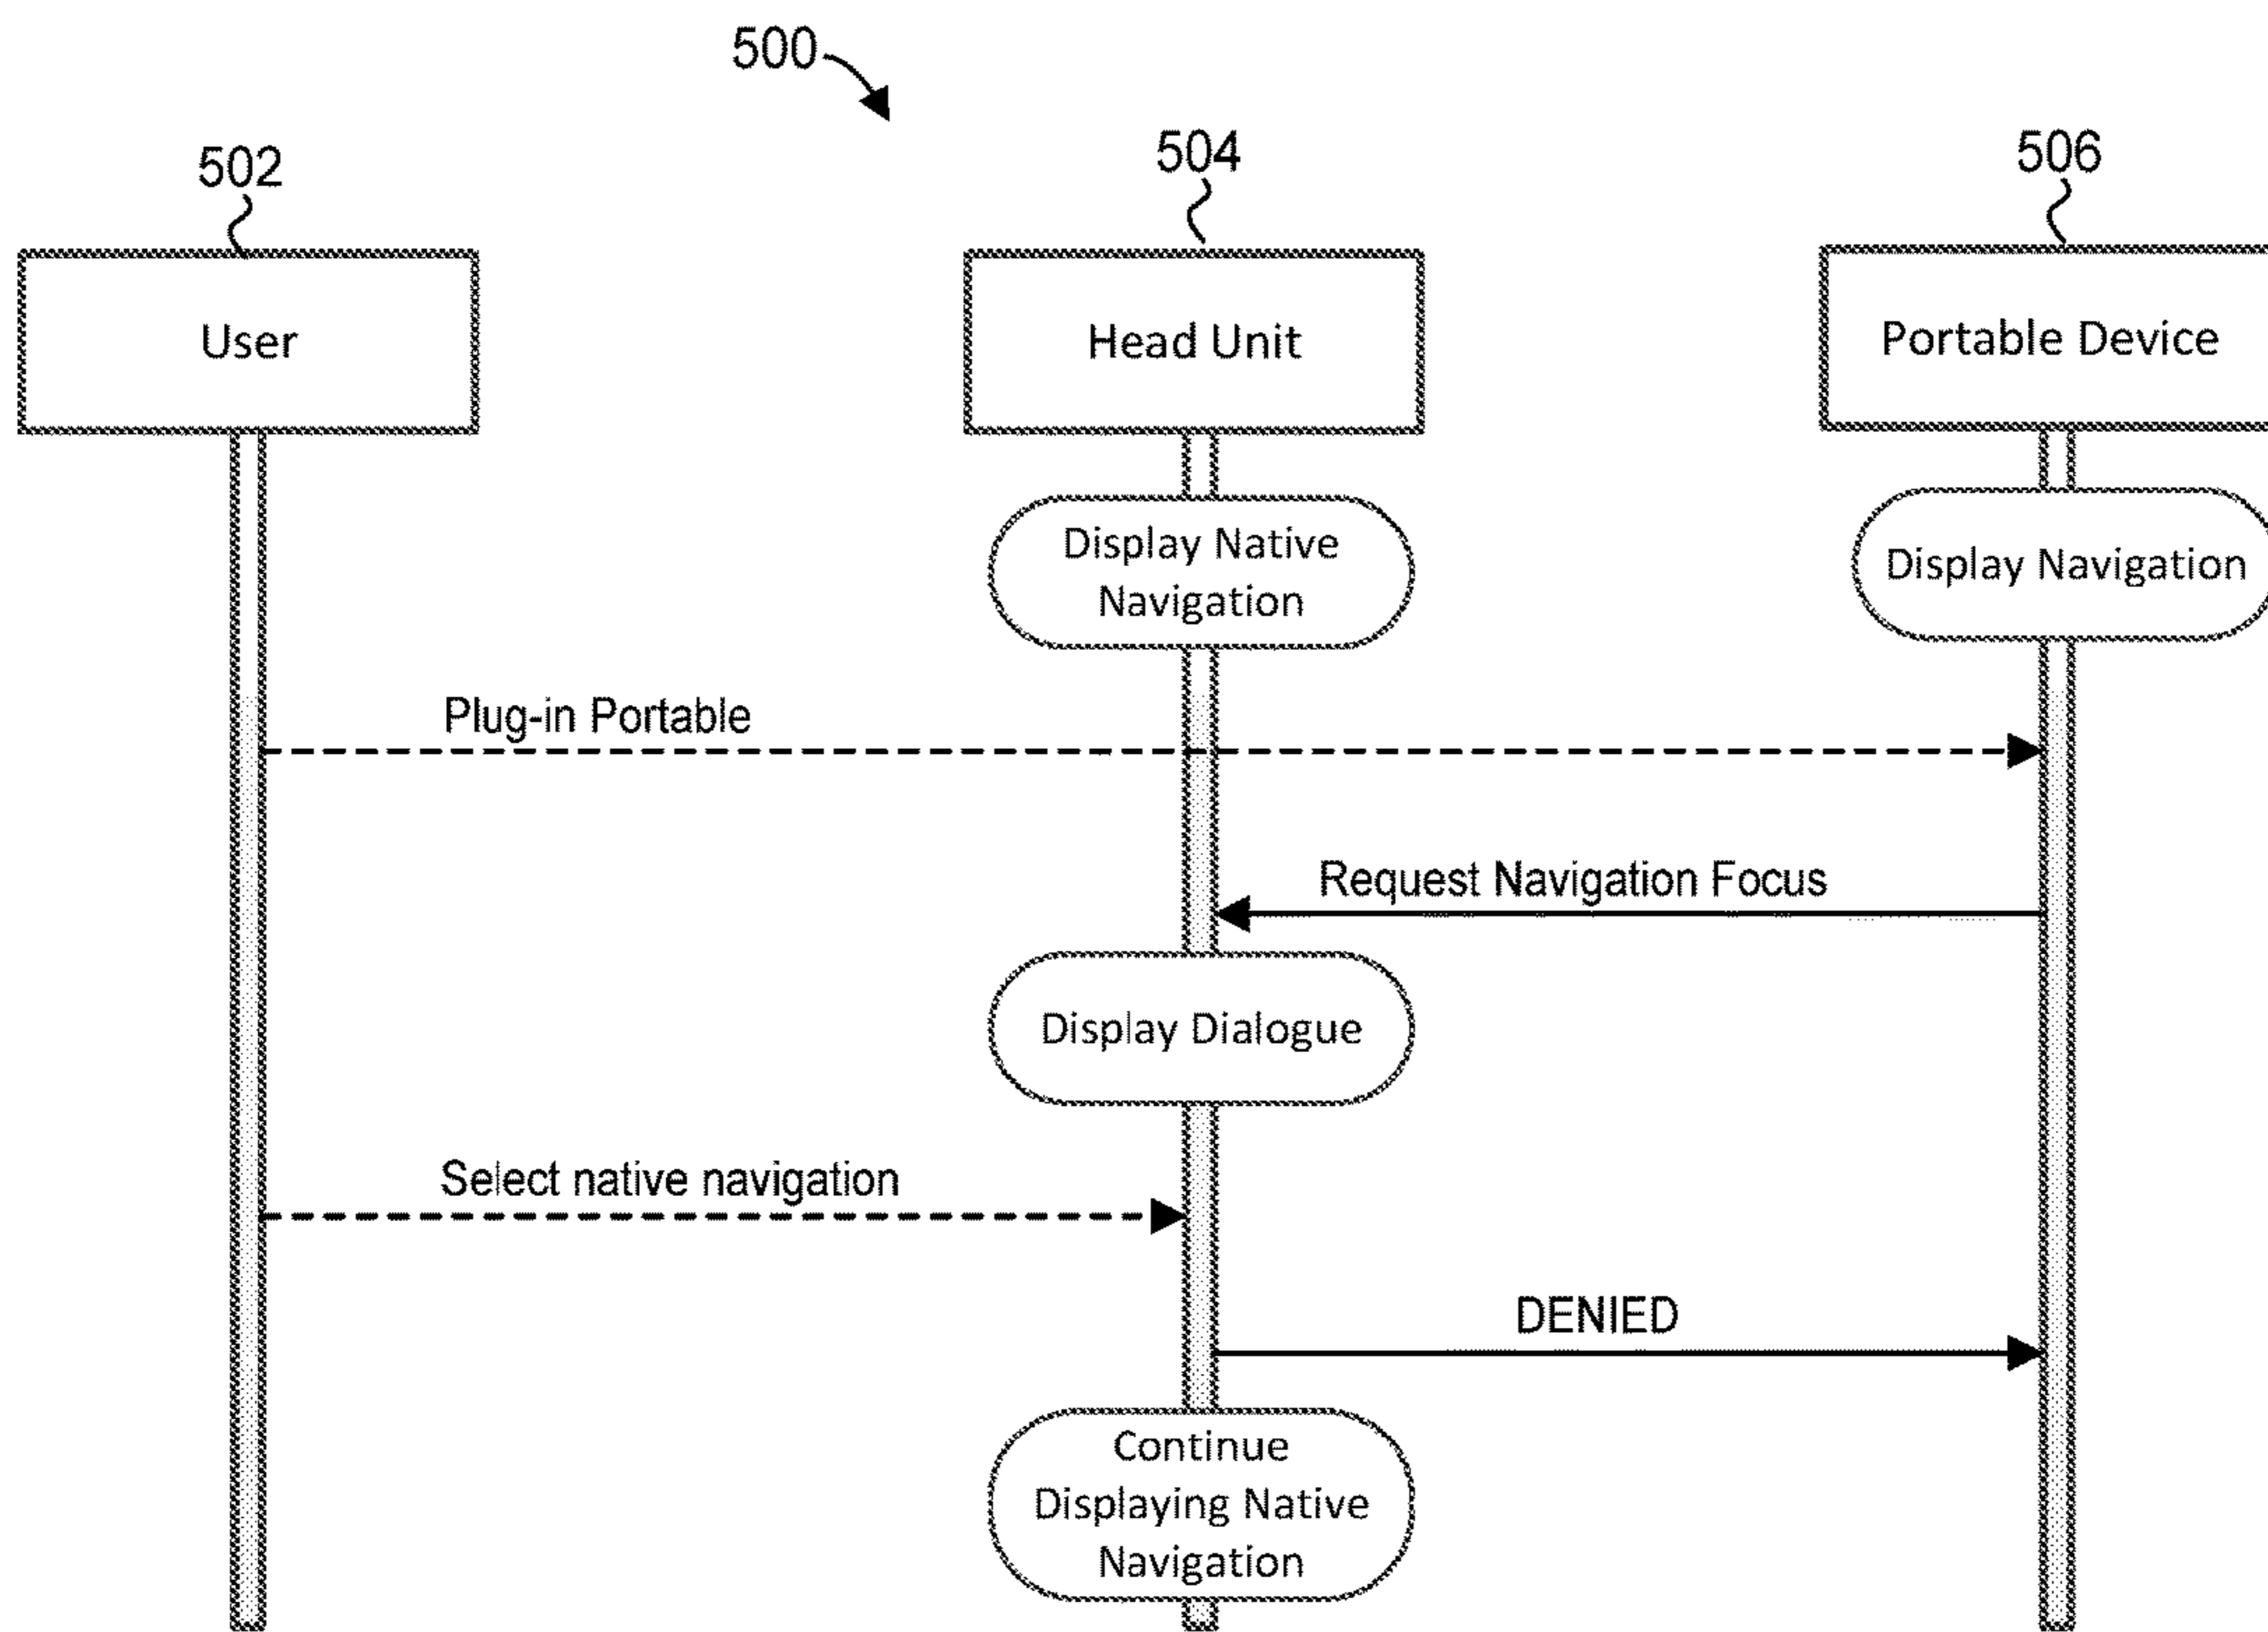 500
502
504
506
User
Head Unit
Portable Device
Display Native
Navigation
Display Navigation
Plug-in Portable
Request Navigation Focus
Display Dialogue
Select native navigation
DENIED
Continue
Displaying Native
Navigation